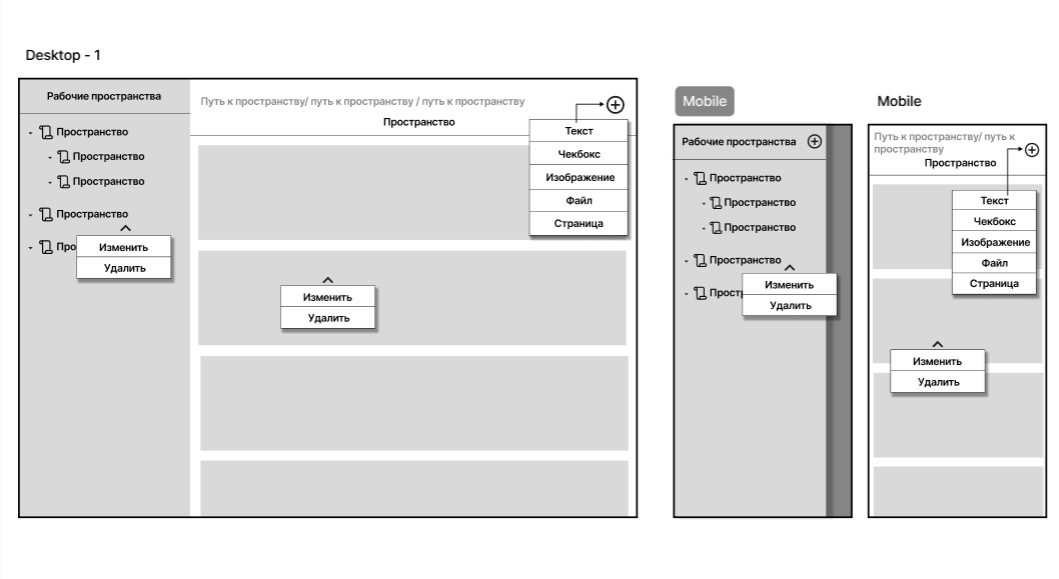 Desktop - 1
Рабочие пространства
Пространство
Пространство
Пространство
Пространство
Про
Изменить
Удалить
Путь к пространству/ путь к пространству / путь к пространству
Пространство
Текст
Чекбокс
Изображение
Файл
Страница
Изменить
Удалить
Mobile
Рабочие пространства
Пространство
Пространство
Пространство
Пространство
Прост
Изменить
Удалить
Mobile
Путь к пространству/ путь к
пространству
Пространство
Текст
Чекбокс
Изображение
Файл
Страница
Изменить
Удалить